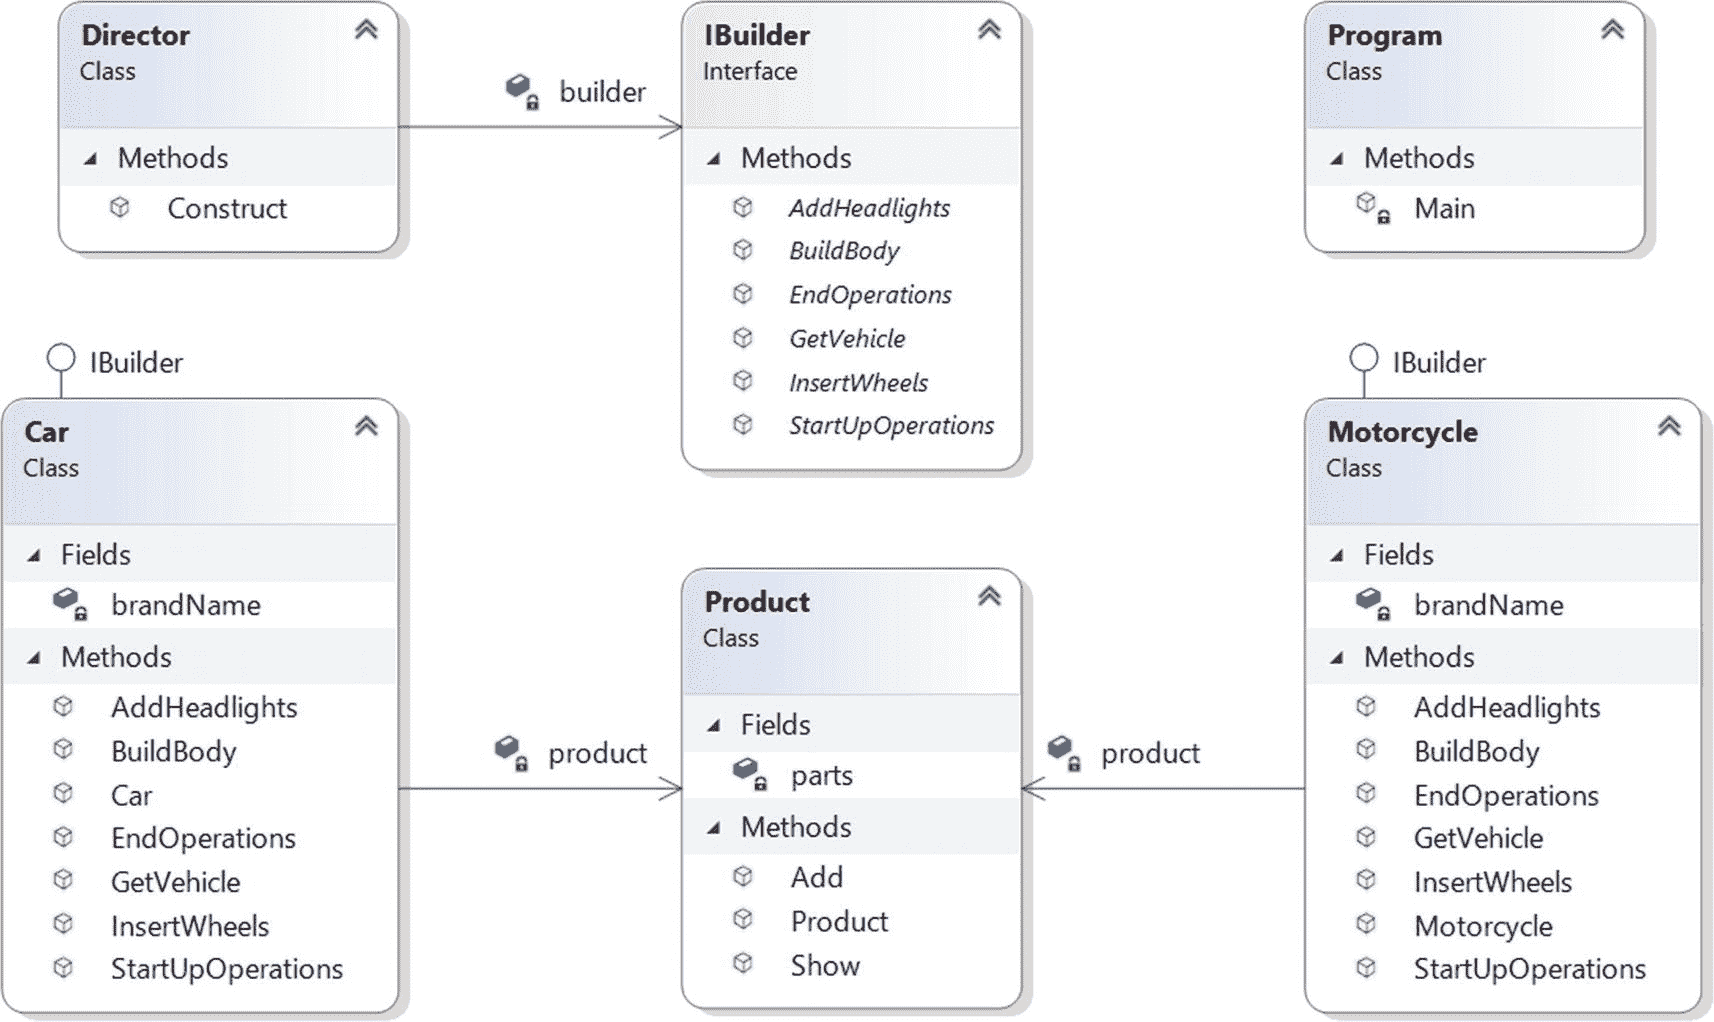 Director
Class
Methods
Construct
builder
IBuilder
Interface
Methods
AddHeadlights
BuildBody
EndOperations
GetVehicle
InsertWheels
StartUpOperations
Program
Class
Methods
Main
IBuilder
Car
Class
Fields
brandName
Methods
AddHeadlights
BuildBody
Car
EndOperations
GetVehicle
InsertWheels
StartUpOperations
product
Product
Class
Fields
parts
Methods
Add
Product
Show
product
IBuilder
Motorcycle
Class
Fields
brandName
Methods
AddHeadlights
BuildBody
EndOperations
GetVehicle
InsertWheels
Motorcycle
StartUpOperations